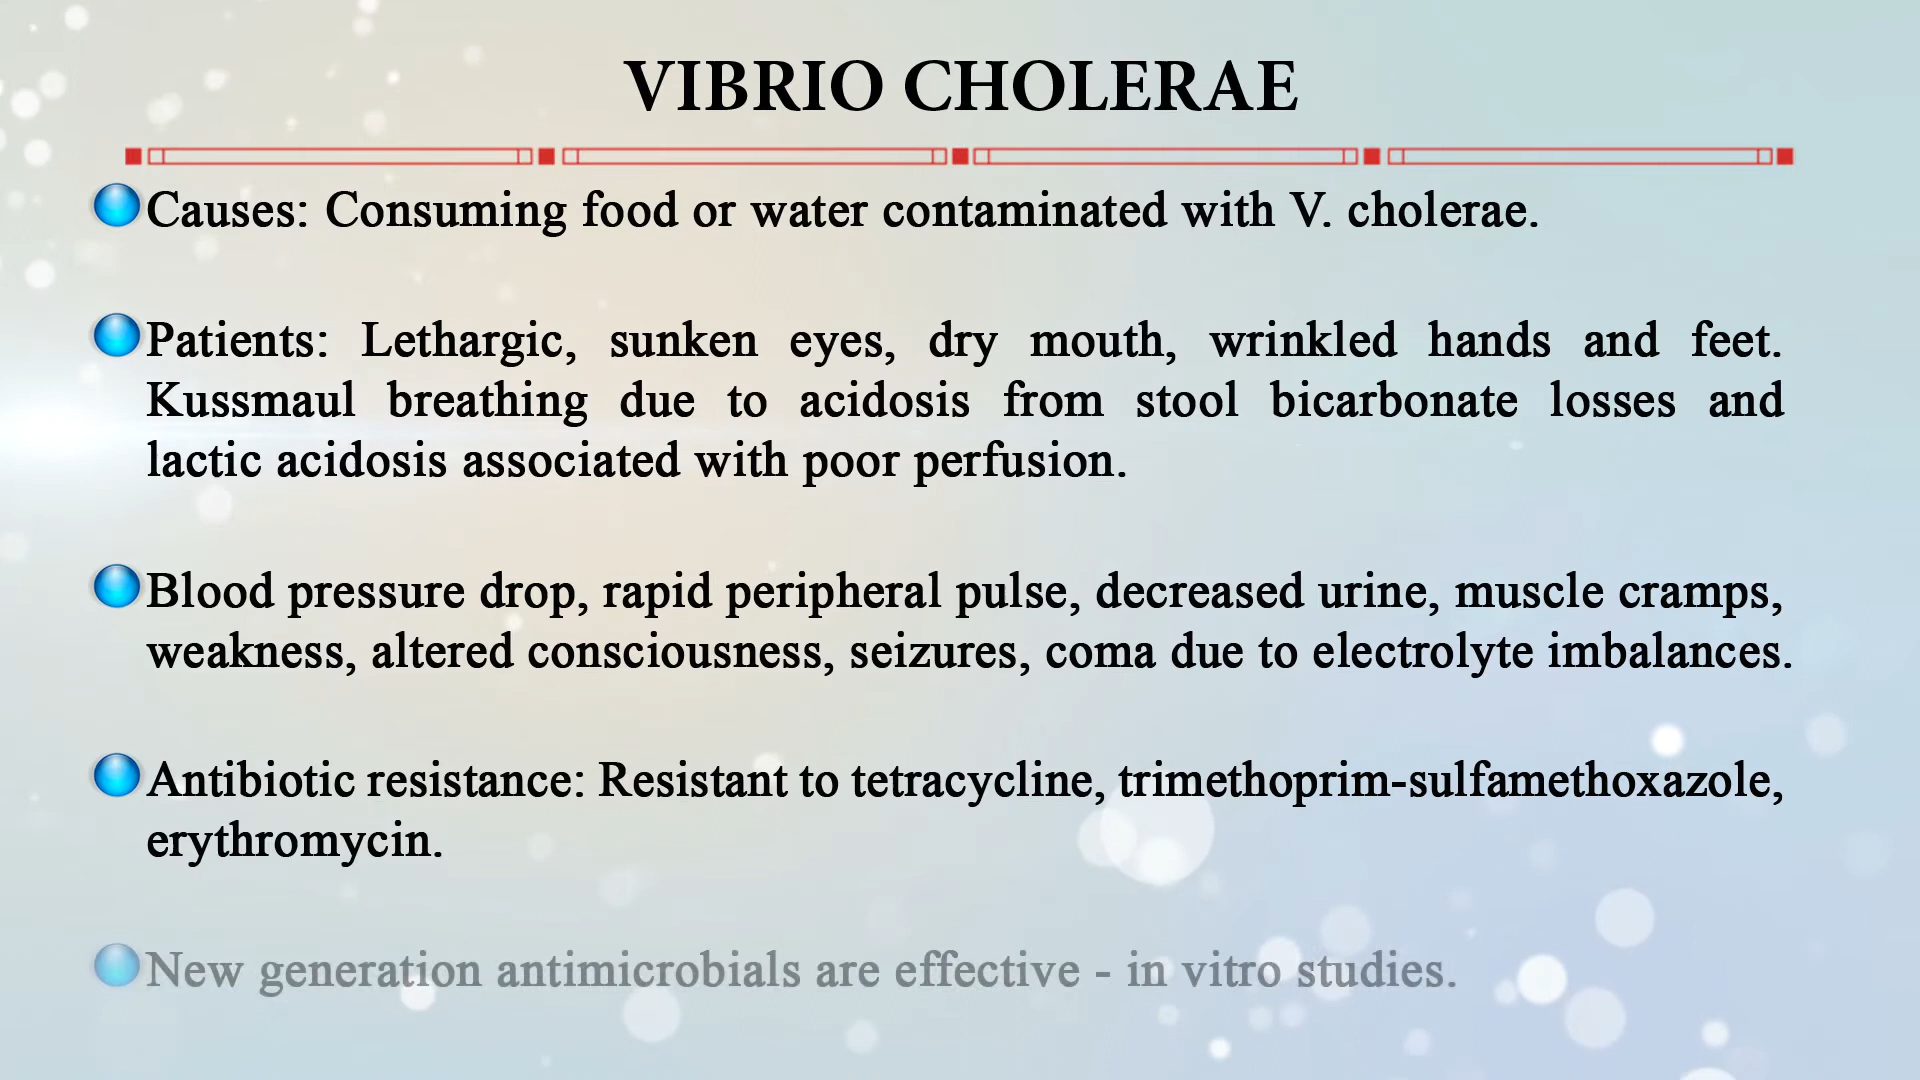 VIBRIO CHOLERAE
Causes: Consuming food or water contaminated with V. cholerae.
Patients: Lethargic, sunken eyes, dry mouth, wrinkled hands and feet.
Kussmaul breathing due to acidosis from stool bicarbonate losses and
lactic acidosis associated with poor perfusion.
Blood pressure drop, rapid peripheral pulse, decreased urine, muscle cramps,
weakness, altered consciousness, seizures, coma due to electrolyte imbalances.
Antibiotic resistance: Resistant to tetracycline, trimethoprim-sulfamethoxazole,
erythromycin.
New generation antimicrobials are effective - in vitro studies.